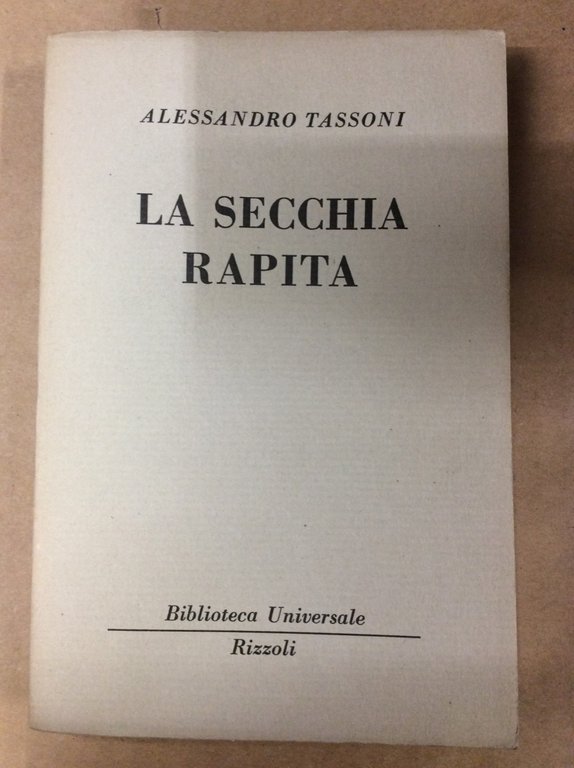 ALESSANDRO TASSONI
LA SECCHIA
RAPITA
Biblioteca Universale
Rizzoli